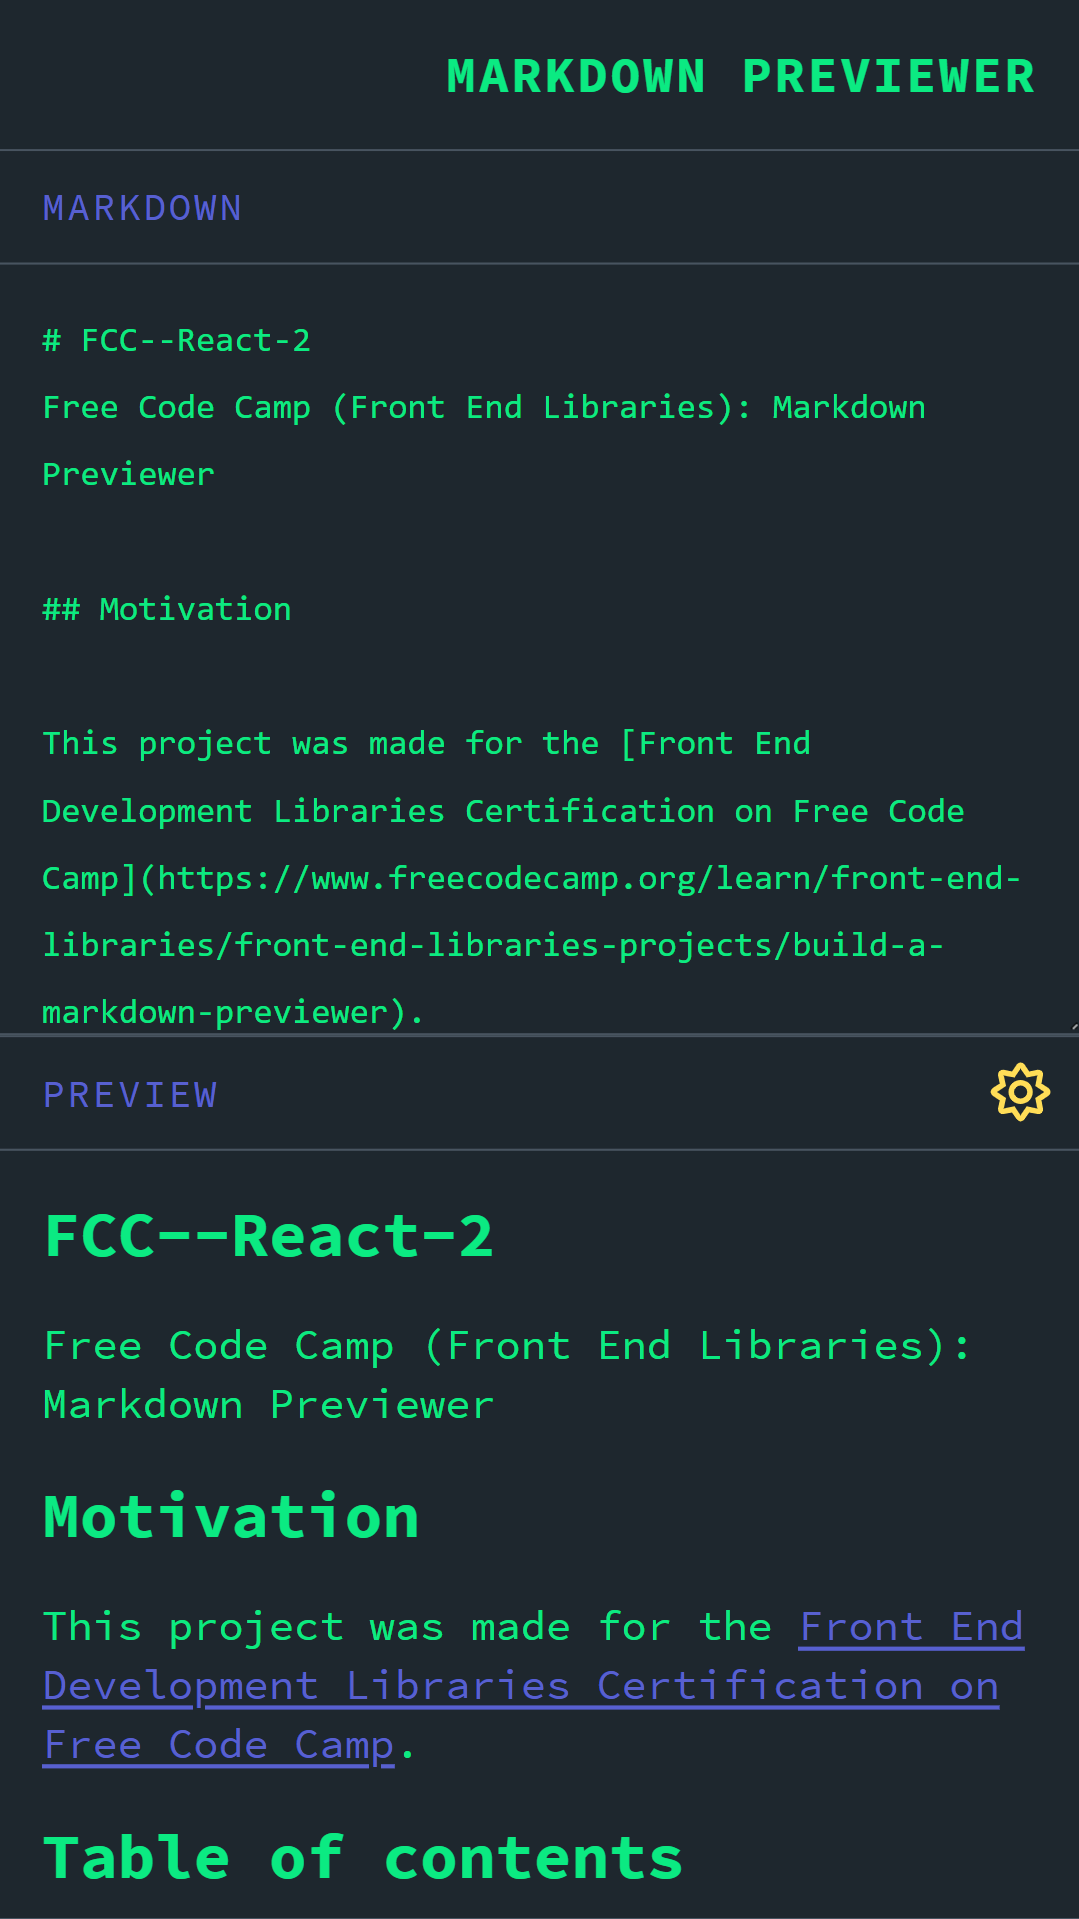 MARKDOWN PREVIEWER
MARKDOWN
# FCC--React-2
Free Code Camp (Front End Libraries): Markdown
Previewer
## Motivation
This project was made for the [Front End
Development Libraries Certification on Free Code
Camp](https://www.freecodecamp.org/learn/front-end-
libraries/front-end-libraries-projects/build-a-
markdown-previewer).
PREVIEW
FCC--React-2
Free Code Camp (Front End Libraries):
Markdown Previewer
Motivation
This project was made for the Front End
Development Libraries Certification on
Free Code Camp.
Table of contents